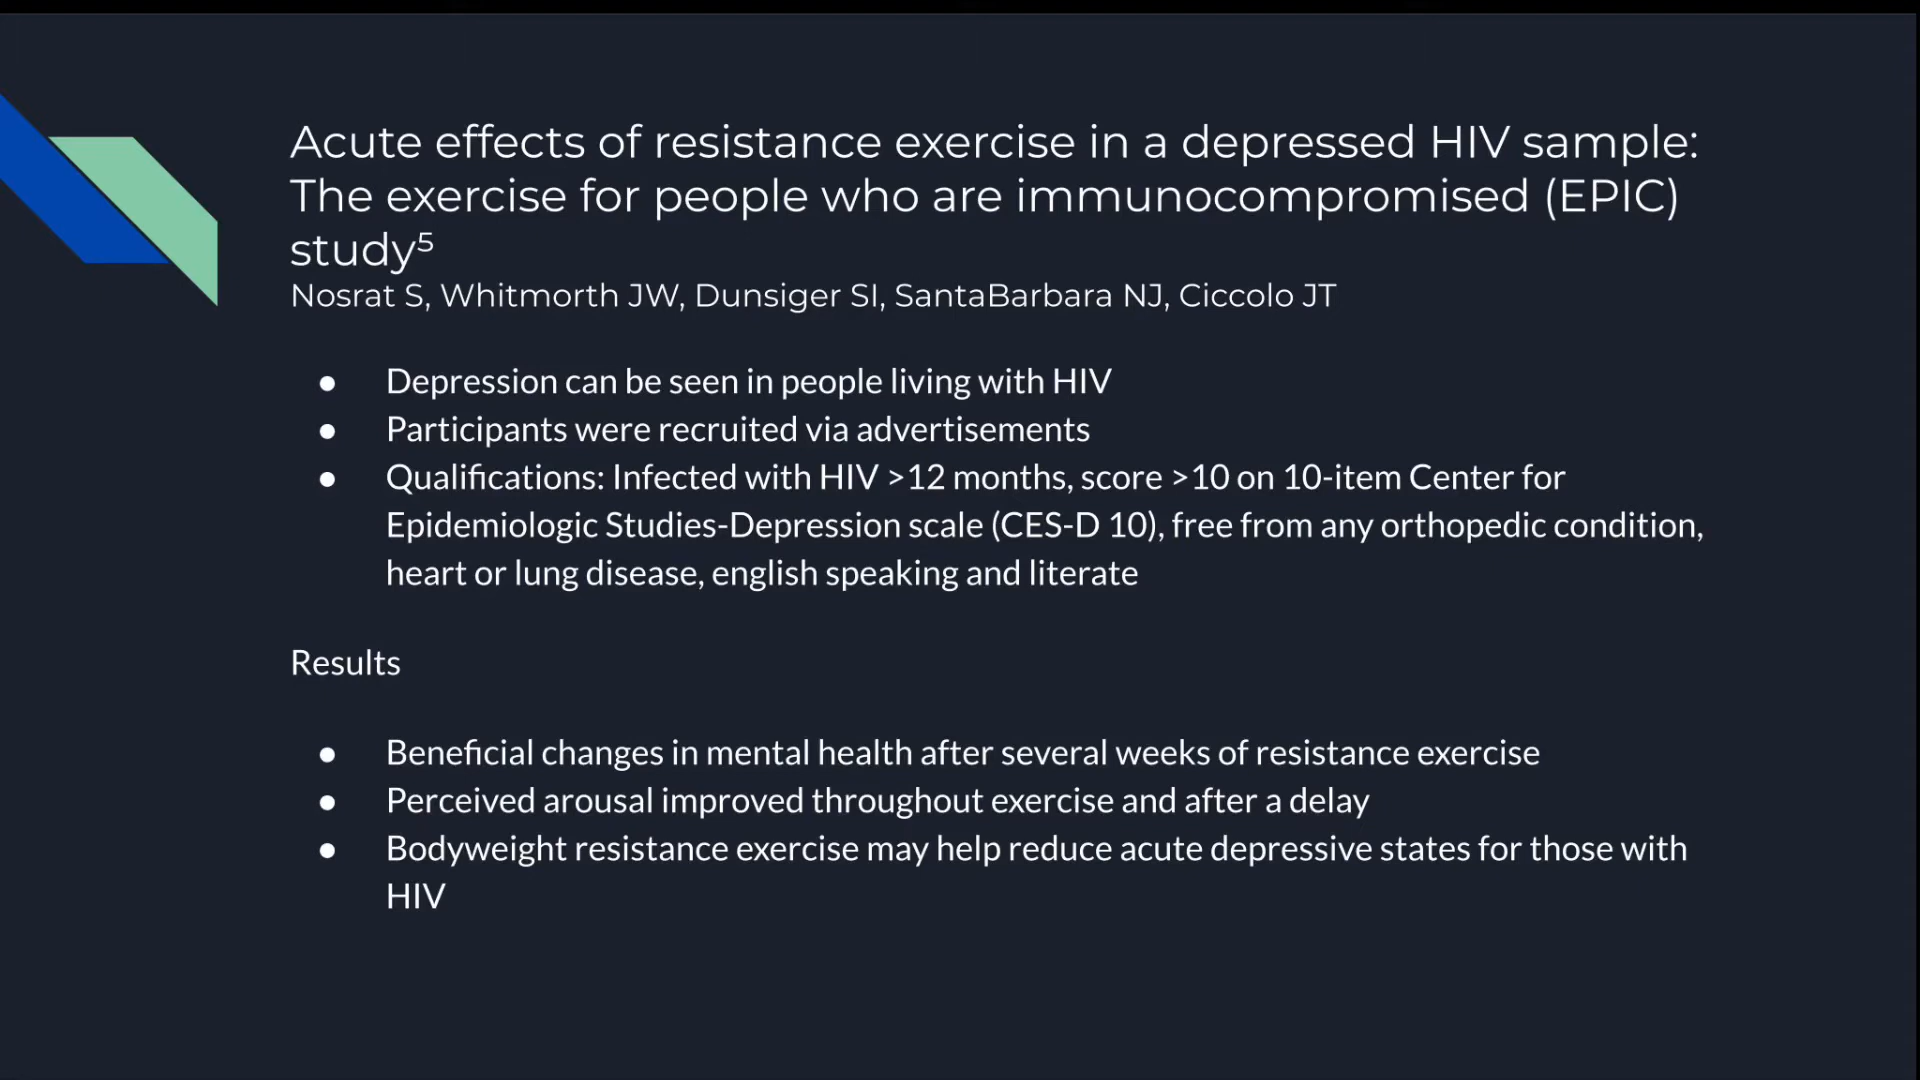 Acute effects of resistance exercise in a depressed HIV sample:
The exercise for people who are immunocompromised (EPIC)
study⁵
Nosrat S, Whitmorth JW, Dunsiger SI, SantaBarbara NJ, Ciccolo JT
● Depression can be seen in people living with HIV
● Participants were recruited via advertisements
● Qualifications: Infected with HIV >12 months, score >10 on 10-item Center for
Epidemiologic Studies-Depression scale (CES-D 10), free from any orthopedic condition,
heart or lung disease, english speaking and literate
Results
● Beneficial changes in mental health after several weeks of resistance exercise
● Perceived arousal improved throughout exercise and after a delay
● Bodyweight resistance exercise may help reduce acute depressive states for those with
HIV